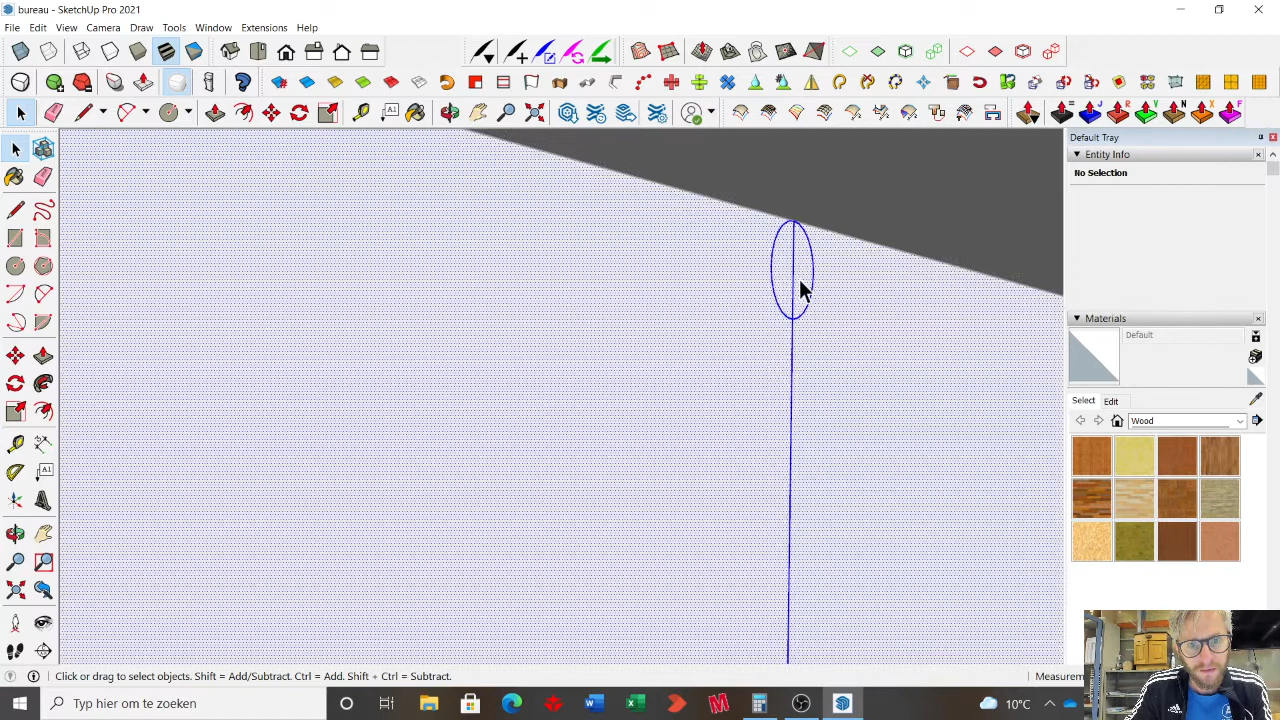 bureau - SketchUp Pro 2021
File Edit Camera Draw Tools Window Extensions Help
Default Tray
Entity Info
No Selection
Materials
Default
Select Edit
Wood
Click or drag to select objects. Shift = Add/Subtract. Ctrl = Add. Shift + Ctrl = Subtract.
Measurem
Typ hier om te zoeken
10°C